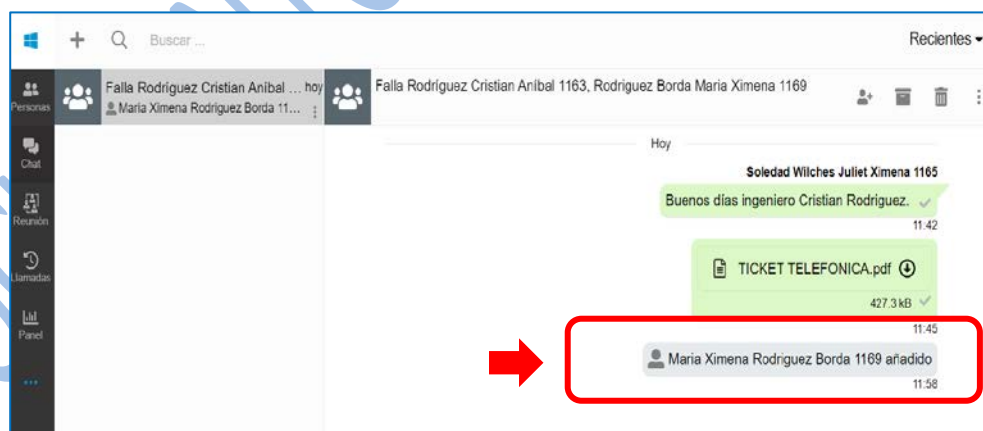 Buscar ...
Recientes
Personas
Chat
Reunión
Llamadas
Panel
Falla Rodríguez Cristian Aníbal ... hoy
Maria Ximena Rodriguez Borda 11...
Falla Rodríguez Cristian Aníbal 1163, Rodriguez Borda Maria Ximena 1169
Hoy
Soledad Wilches Juliet Ximena 1165
Buenos días ingeniero Cristian Rodriguez.
11:42
TICKET TELEFONICA.pdf
427.3 kB
11:45
Maria Ximena Rodriguez Borda 1169 añadido
11:58